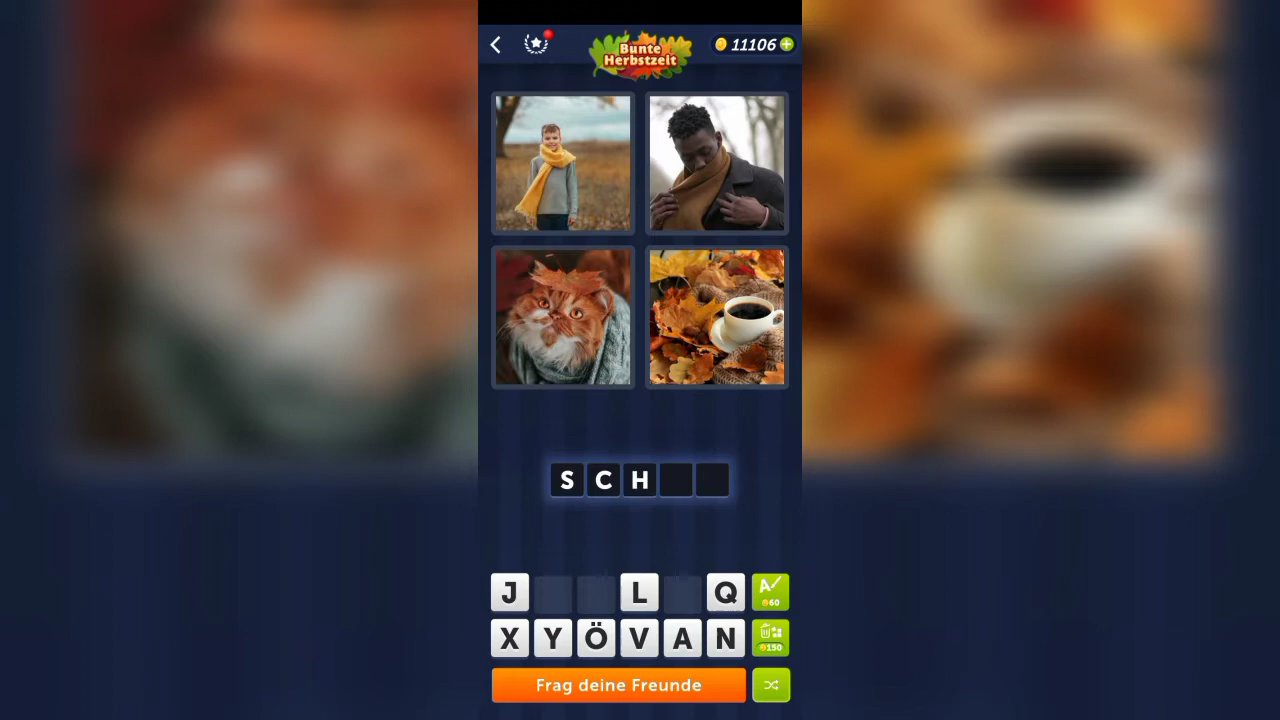 Bunte
Herbstzeit
11106
S C H
J L Q
60
X Y Ö V A N
150
Frag deine Freunde